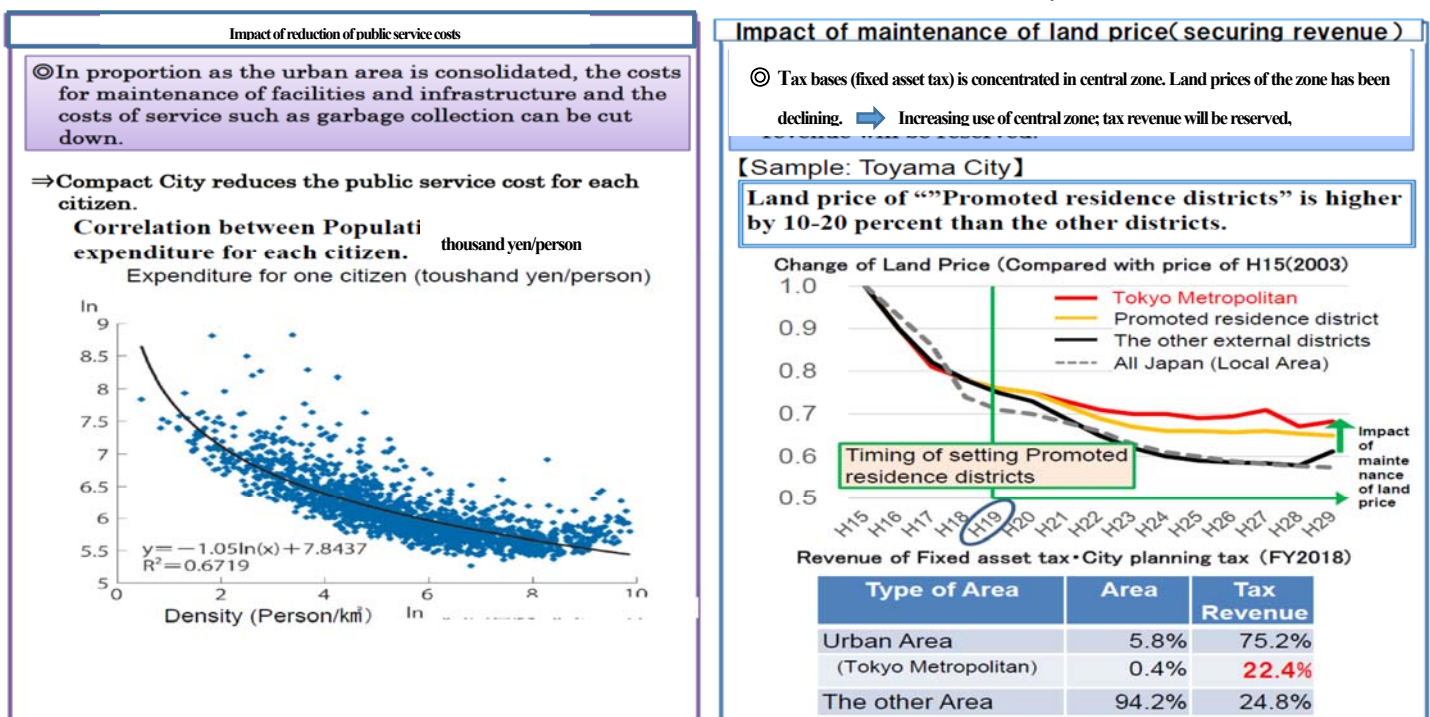 Impact of reduction of public service costs
◎In proportion as the urban area is consolidated, the costs
for maintenance of facilities and infrastructure and the
costs of service such as garbage collection can be cut
down.
⇒Compact City reduces the public service cost for each
citizen.
Correlation between Populati
expenditure for each citizen.
thousand yen/person
Expenditure for one citizen (toushand yen/person)
ln
9
8.5
8
7.5
7
6.5
6
5.5
5
y=−1.05ln(x)+7.8437
R²=0.6719
0 2 4 6 8 10
Density (Person/k㎡) ln
Impact of maintenance of land price(securing revenue)
◎ Tax bases (fixed asset tax) is concentrated in central zone. Land prices of the zone has been
declining. ➡ Increasing use of central zone; tax revenue will be reserved,
【Sample: Toyama City】
Land price of “”Promoted residence districts” is higher
by 10-20 percent than the other districts.
Change of Land Price (Compared with price of H15(2003)
1.0
0.9
0.8
0.7
0.6
0.5
Tokyo Metropolitan
Promoted residence district
The other external districts
All Japan (Local Area)
Timing of setting Promoted
residence districts
Impact
of
mainte
nance
of land
price
H15 H16 H17 H18 H19 H20 H21 H22 H23 H24 H25 H26 H27 H28 H29
Revenue of Fixed asset tax・City planning tax (FY2018)
Type of Area Area Tax
Revenue
Urban Area 5.8% 75.2%
(Tokyo Metropolitan) 0.4% 22.4%
The other Area 94.2% 24.8%